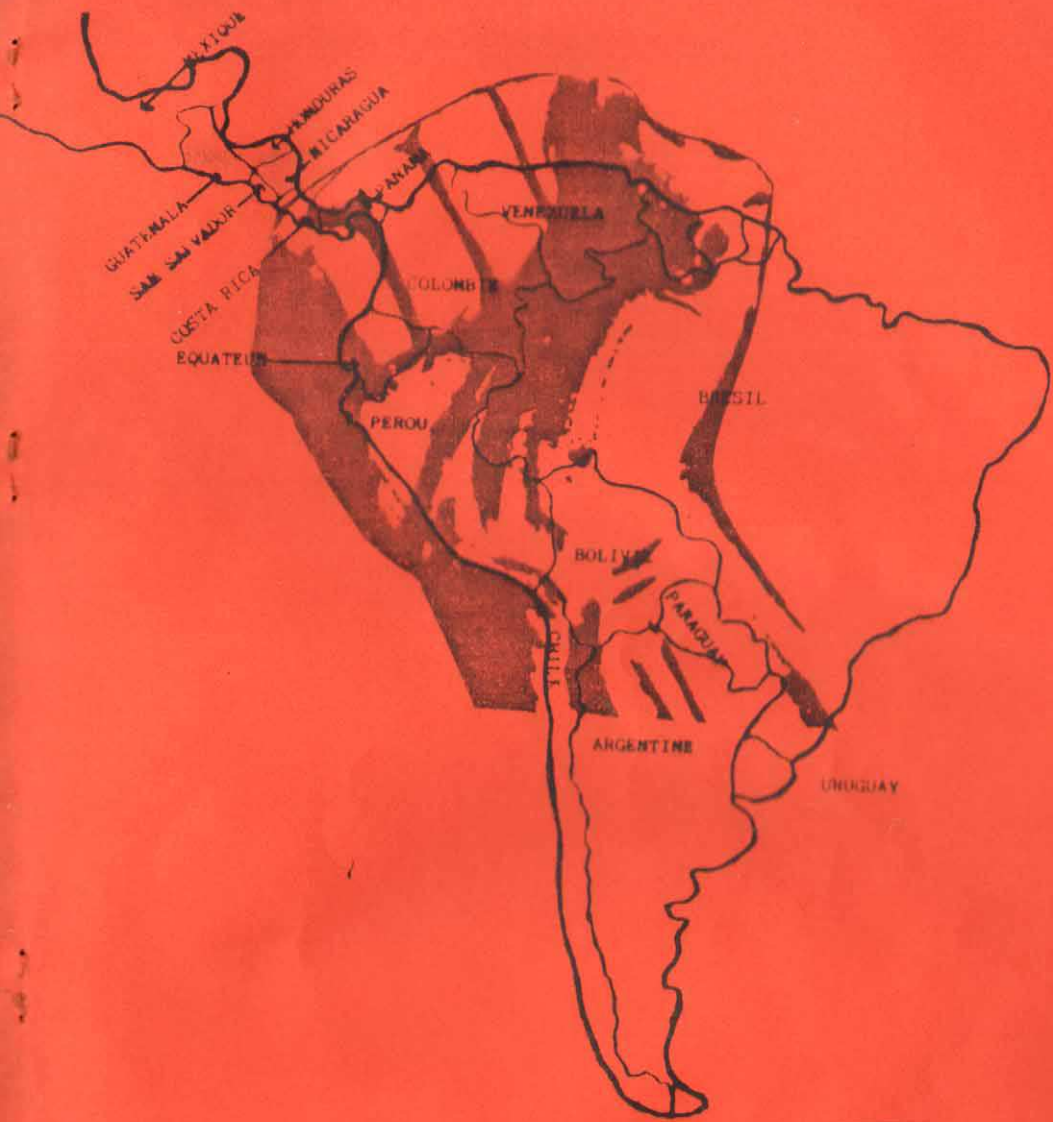 MEXIQUE
HONDURAS
NICARAGUA
PANAMA
GUATEMALA
SAN SALVADOR
COSTA RICA
VENEZUELA
COLOMBIE
EQUATEUR
PEROU
BRESIL
BOLIVIE
PARAGUAY
CHILI
ARGENTINE
URUGUAY